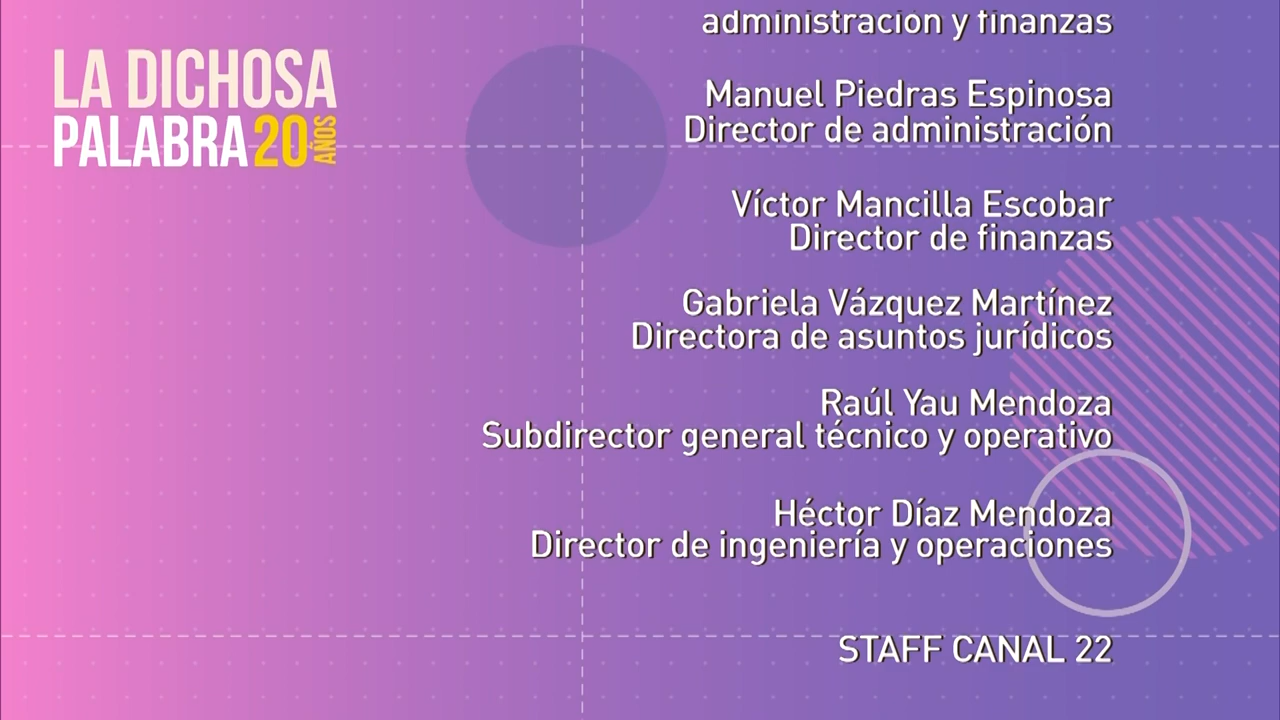 LA DICHOSA
PALABRA 20 AÑOS
administración y finanzas
Manuel Piedras Espinosa
Director de administración
Víctor Mancilla Escobar
Director de finanzas
Gabriela Vázquez Martínez
Directora de asuntos jurídicos
Raúl Yau Mendoza
Subdirector general técnico y operativo
Héctor Díaz Mendoza
Director de ingeniería y operaciones
STAFF CANAL 22